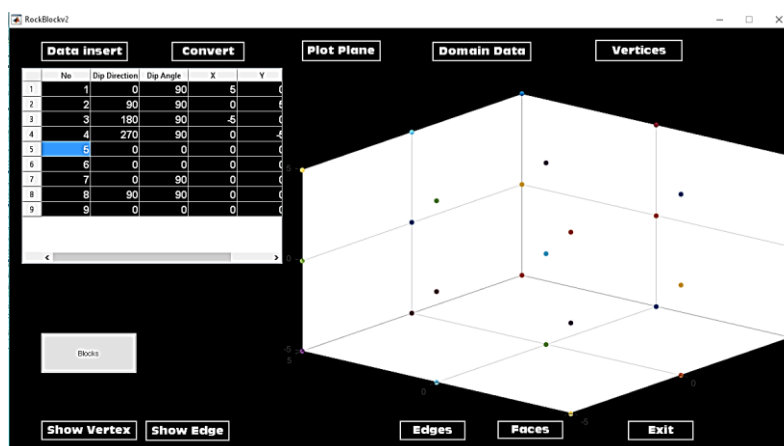 RockBlockv2
Data insert Convert Plot Plane Domain Data Vertices
No Dip Direction Dip Angle X Y
1 1 0 90 5 0
2 2 90 90 0 5
3 3 180 90 -5 0
4 4 270 90 0 -5
5 5 0 0 0 0
6 6 0 0 0 0
7 7 0 90 0 0
8 8 90 90 0 0
9 9 0 0 0 0
5
0
-5
5
0
-5
0
Blocks
Show Vertex Show Edge Edges Faces Exit